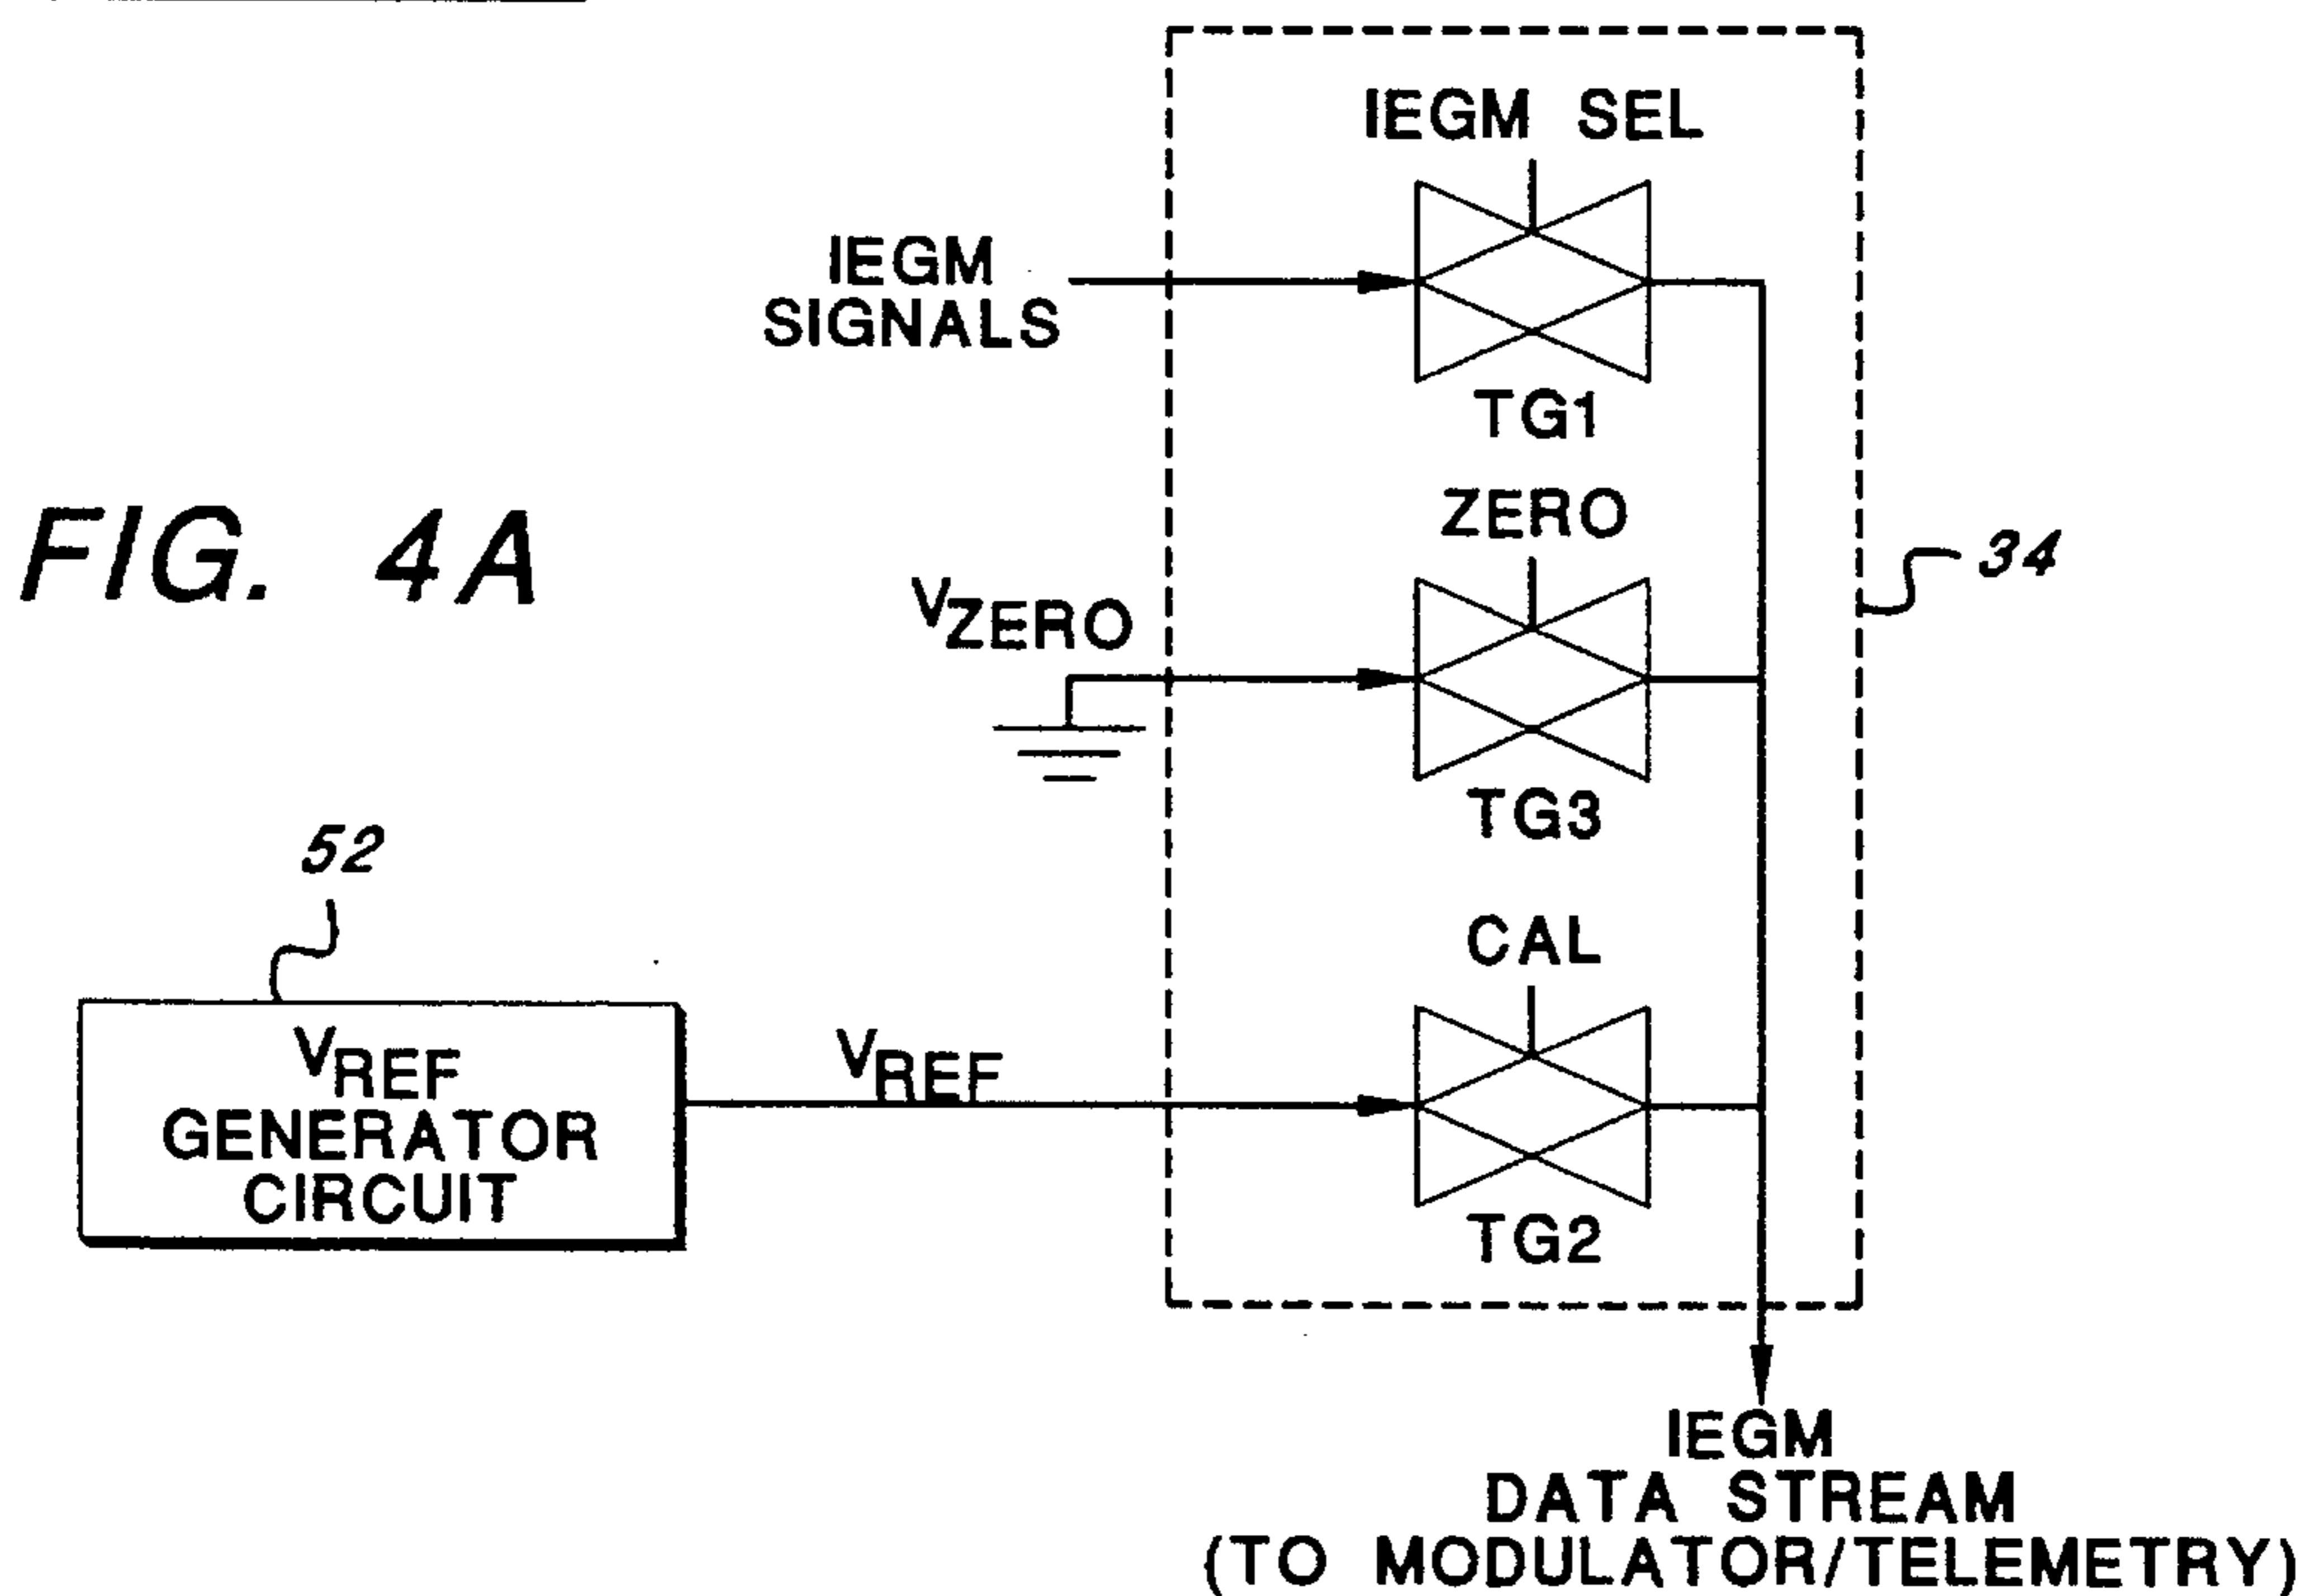 IEGM SEL
IEGM
SIGNALS
TG1
FIG. 4A
ZERO
34
VZERO
TG3
52
CAL
VREF
GENERATOR
CIRCUIT
VREF
TG2
IEGM
DATA STREAM
(TO MODULATOR/TELEMETRY)